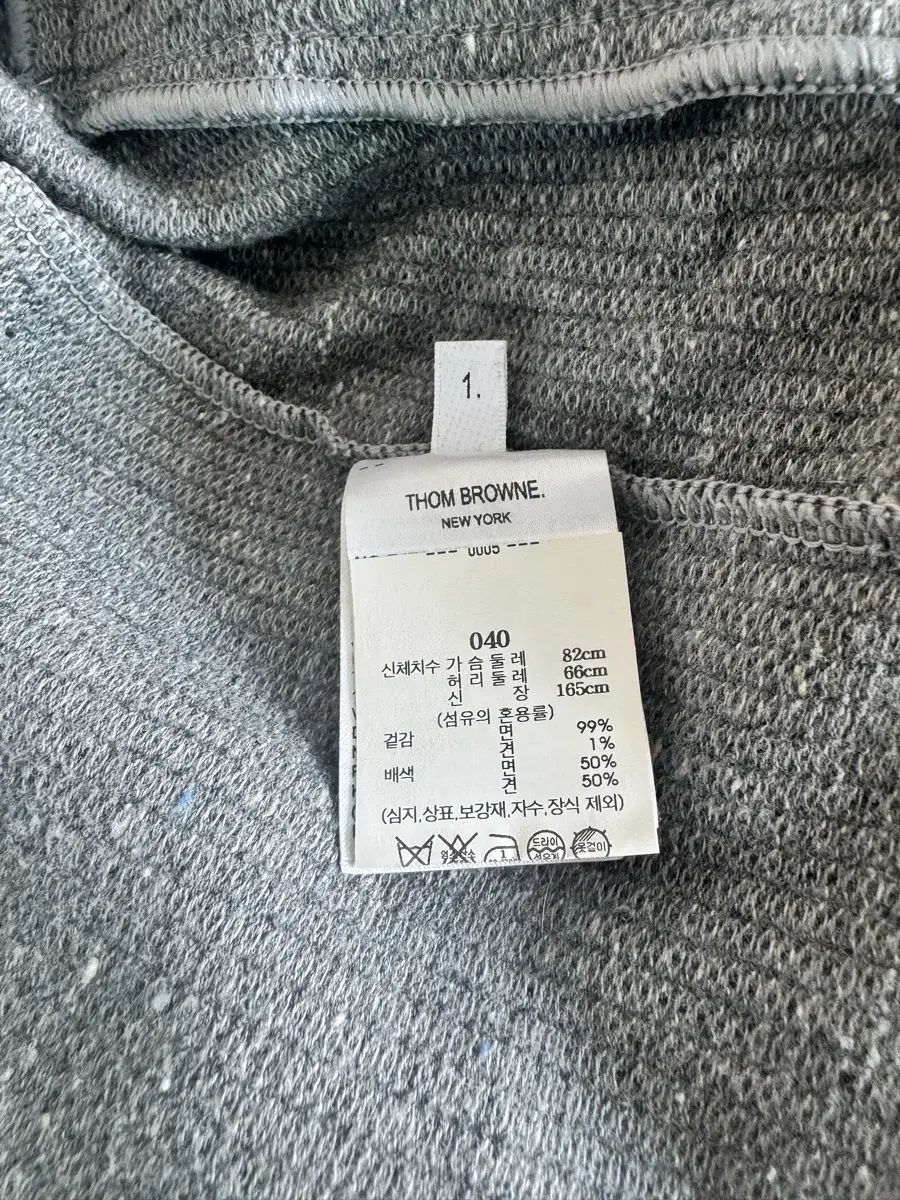 1.
THOM BROWNE.
NEW YORK
--- 0005 ---
040
신체치수 가 슴 둘 레 82cm
허 리 둘 레 66cm
신 장 165cm
(섬유의 혼용률)
겉감 면 99%
견 1%
배색 면 50%
견 50%
(심지,상표,보강재,자수,장식 제외)
드라이
옷걸이
1